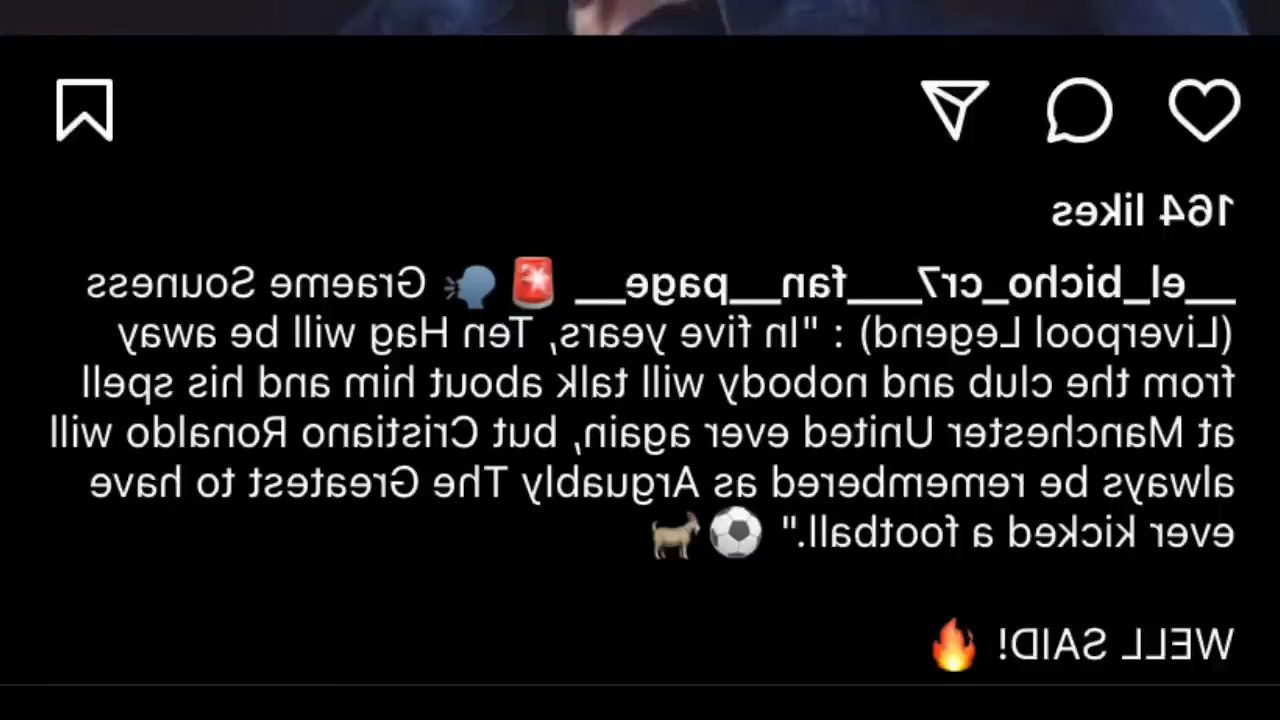 164 likes
__el_bicho_cr7___fan__page__ 🚨🗣️ Graeme Souness
(Liverpool Legend) : "In five years, Ten Hag will be away
from the club and nobody will talk about him and his spell
at Manchester United ever again, but Cristiano Ronaldo will
always be remembered as Arguably The Greatest to have
ever kicked a football." ⚽🐐
WELL SAID! 🔥